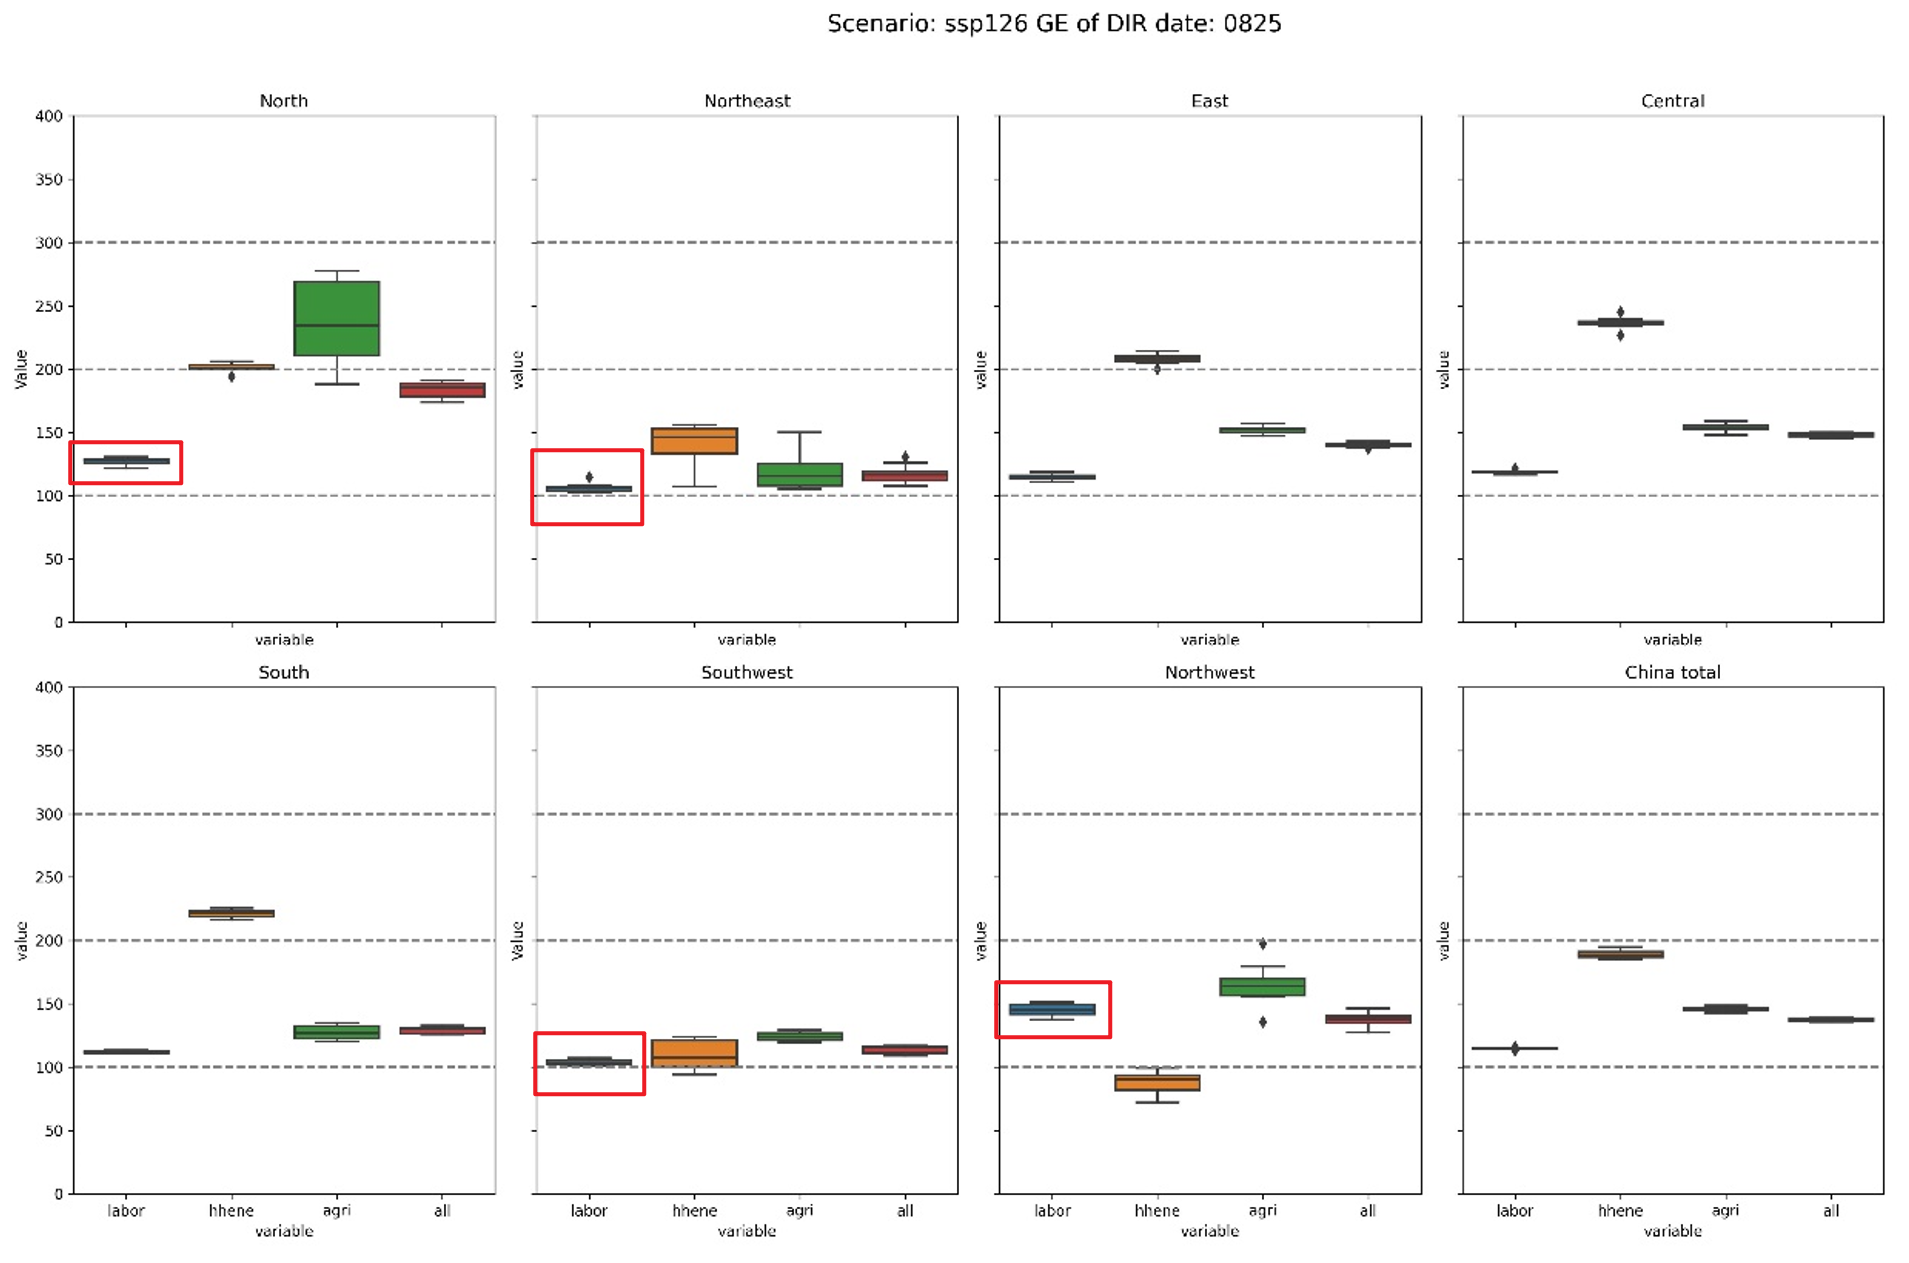 Scenario: ssp126 GE of DIR date: 0825
North Northeast East Central
400
350
300
250
200
150
100
50
0
Value
value
value
value
variable variable variable variable
South Southwest Northwest China total
400
350
300
250
200
150
100
50
0
value
Value
value
value
labor hhene agri all labor hhene agri all labor hhene agri all labor hhene agri all
variable variable variable variable